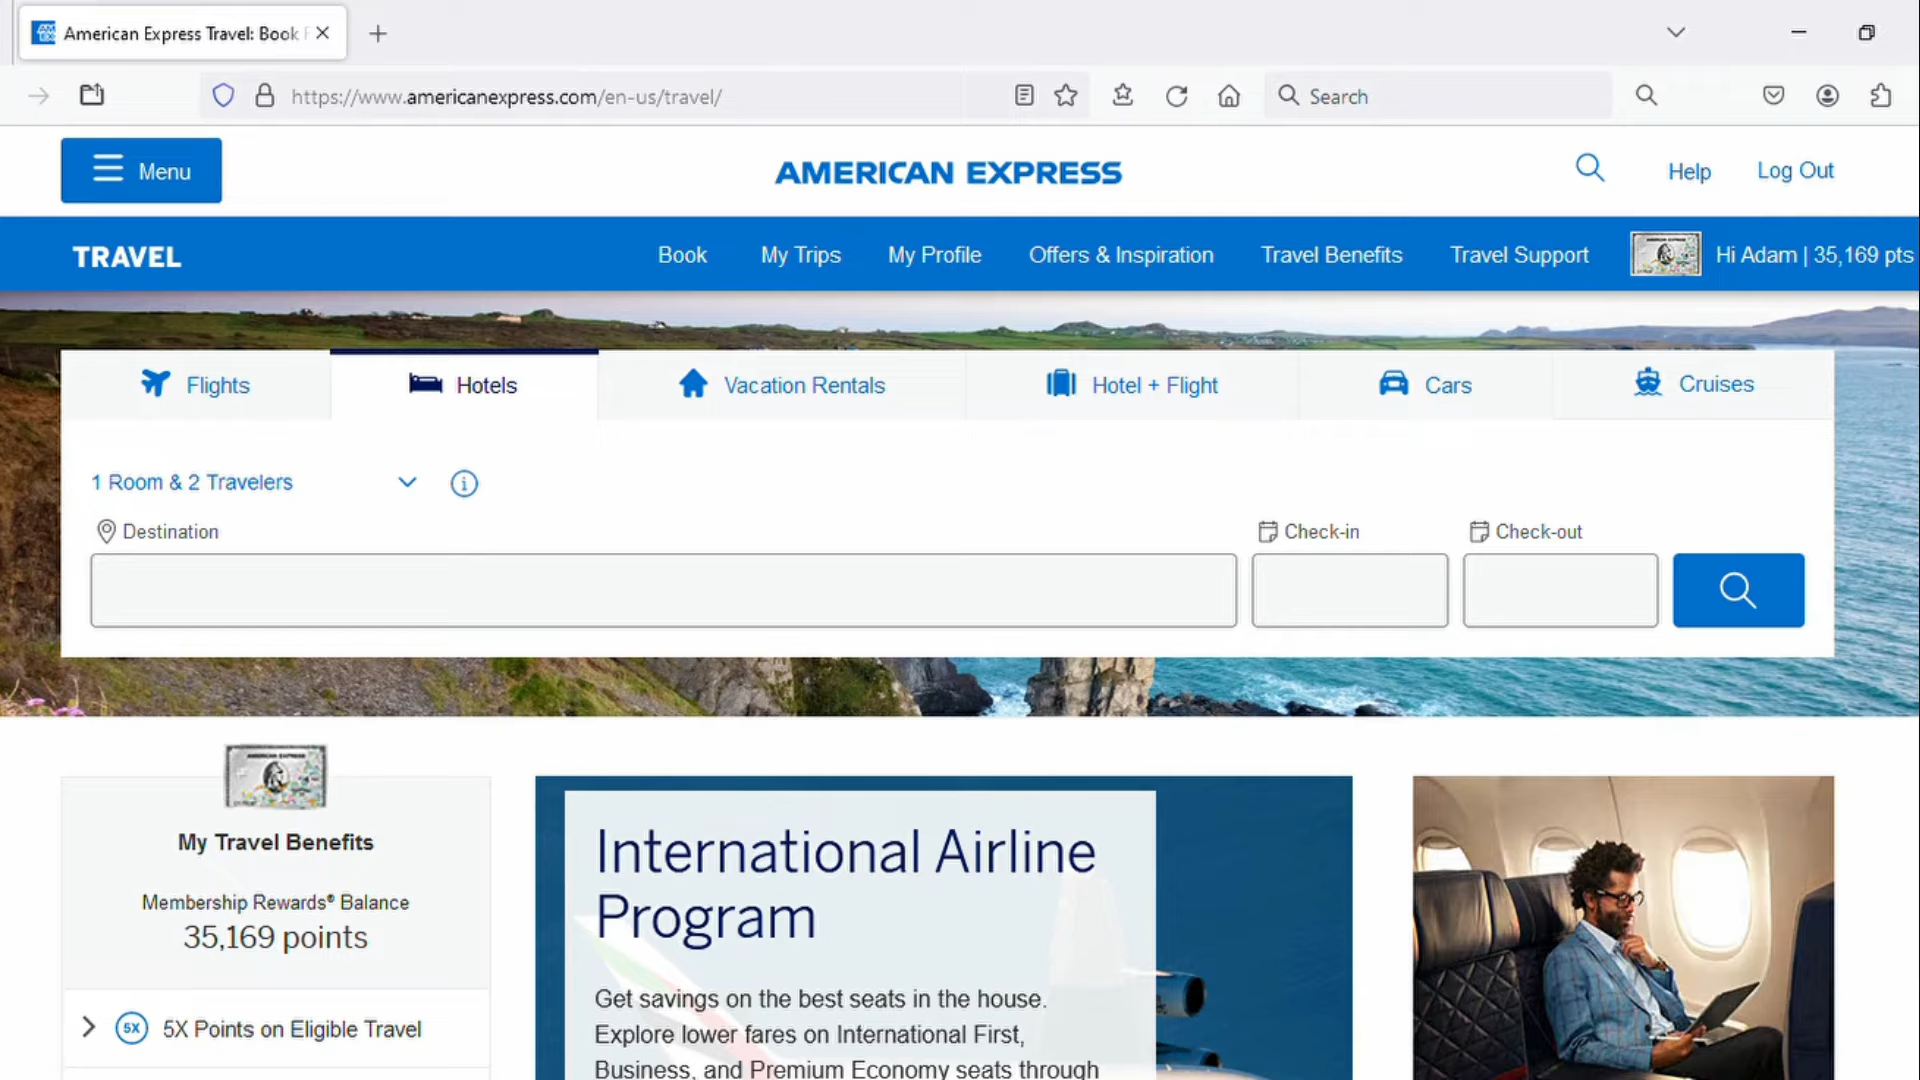 American Express Travel: Book
https://www.americanexpress.com/en-us/travel/
Search
Menu
AMERICAN EXPRESS
Help
Log Out
TRAVEL
Book
My Trips
My Profile
Offers & Inspiration
Travel Benefits
Travel Support
Hi Adam | 35,169 pts
Flights
Hotels
Vacation Rentals
Hotel + Flight
Cars
Cruises
1 Room & 2 Travelers
Destination
Check-in
Check-out
AMERICAN EXPRESS
My Travel Benefits
Membership Rewards® Balance
35,169 points
5X
5X Points on Eligible Travel
International Airline
Program
Get savings on the best seats in the house.
Explore lower fares on International First,
Business, and Premium Economy seats through